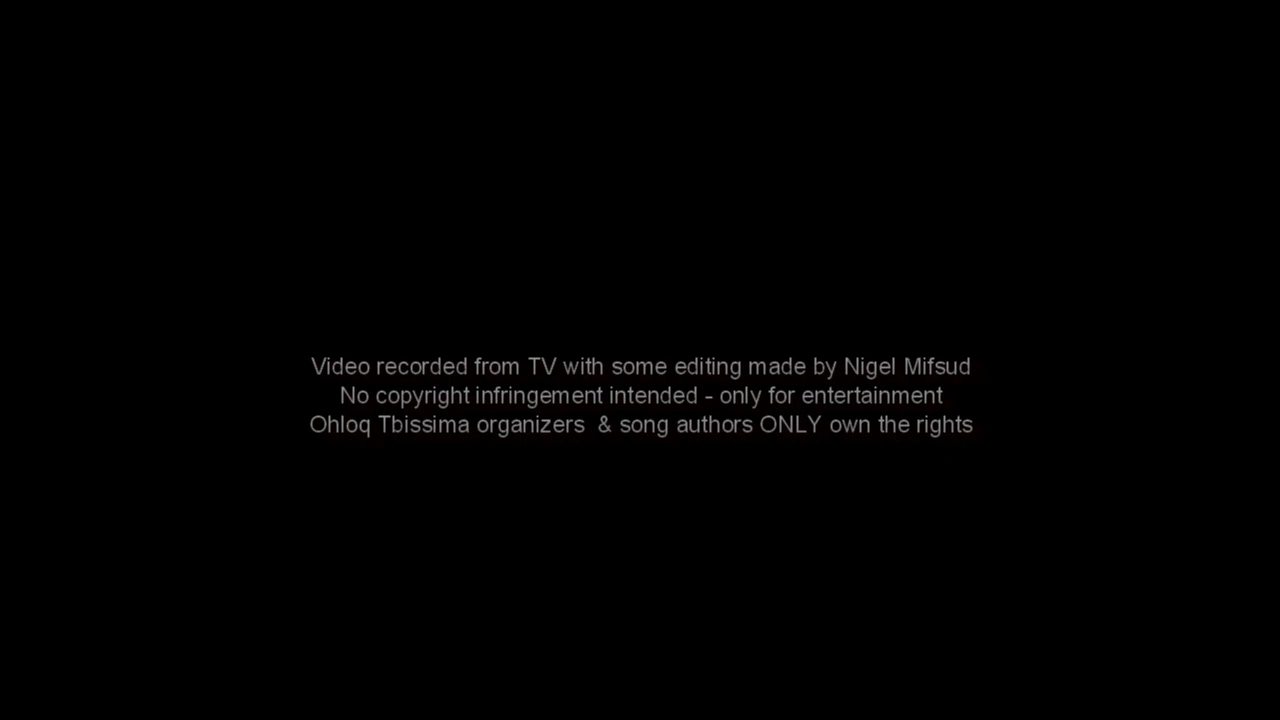 Video recorded from TV with some editing made by Nigel Mifsud
No copyright infringement intended - only for entertainment
Ohloq Tbissima organizers & song authors ONLY own the rights